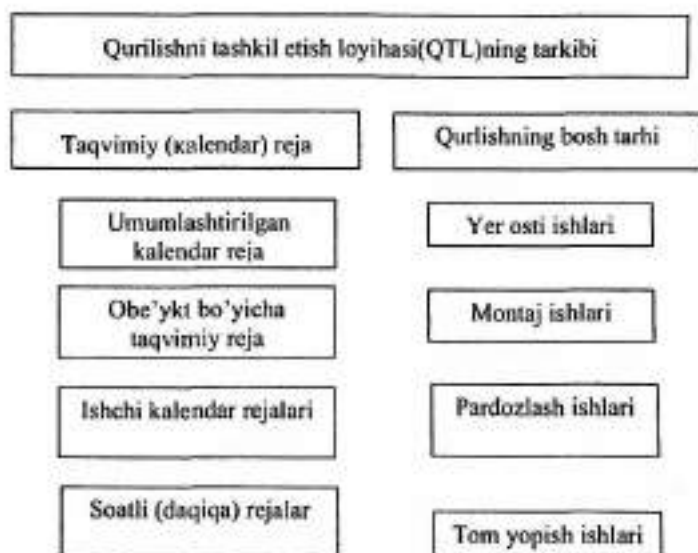 Qurilishni tashkil etish loyihasi(QTL)ning tarkibi
Taqvimiy (kalendar) reja
Qurlishning bosh tarhi
Umumlashtirilgan
kalendar reja
Yer osti ishlari
Obe’ykt bo’yicha
taqvimiy reja
Montaj ishlari
Ishchi kalendar rejalari
Pardozlash ishlari
Soatli (daqiqa) rejalar
Tom yopish ishlari